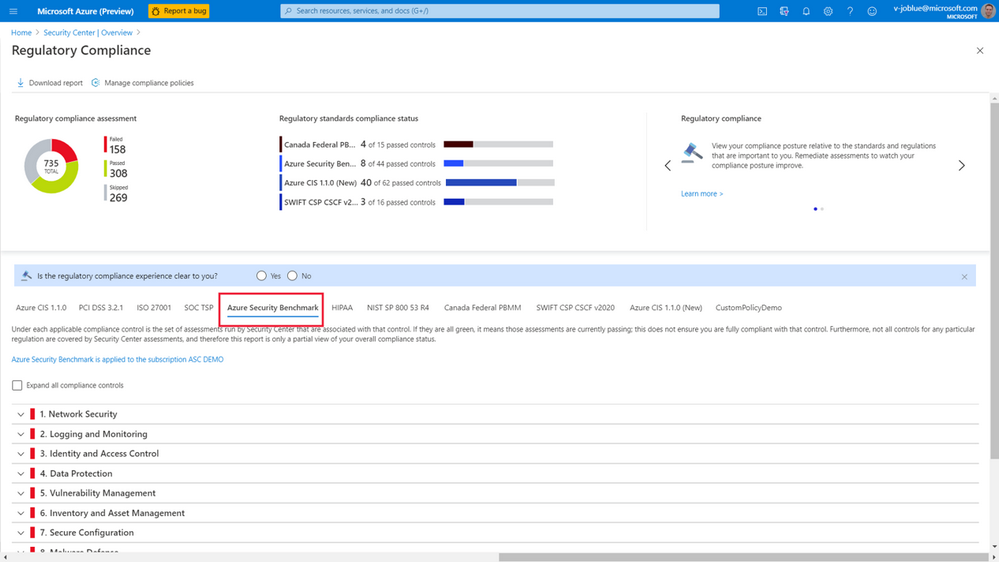 Microsoft Azure (Preview)
Report a bug
Search resources, services, and docs (G+/)
v-joblue@microsoft.com
MICROSOFT
Home > Security Center | Overview >
Regulatory Compliance
Download report
Manage compliance policies
Regulatory compliance assessment
735
TOTAL
Failed
158
Passed
308
Skipped
269
Regulatory standards compliance status
Canada Federal PBM... 4 of 15 passed controls
Azure Security Ben... 8 of 44 passed controls
Azure CIS 1.1.0 (New) 40 of 62 passed controls
SWIFT CSP CSCF v2... 3 of 16 passed controls
Regulatory compliance
View your compliance posture relative to the standards and regulations
that are important to you. Remediate assessments to watch your
compliance posture improve.
Learn more >
Is the regulatory compliance experience clear to you?
Yes
No
Azure CIS 1.1.0 PCI DSS 3.2.1 ISO 27001 SOC TSP Azure Security Benchmark HIPAA NIST SP 800 53 R4 Canada Federal PBMM SWIFT CSP CSCF v2020 Azure CIS 1.1.0 (New) CustomPolicyDemo
Under each applicable compliance control is the set of assessments run by Security Center that are associated with that control. If they are all green, it means those assessments are currently passing; this does not ensure you are fully compliant with that control. Furthermore, not all controls for any particular
regulation are covered by Security Center assessments, and therefore this report is only a partial view of your overall compliance status.
Azure Security Benchmark is applied to the subscription ASC DEMO
Expand all compliance controls
1. Network Security
2. Logging and Monitoring
3. Identity and Access Control
4. Data Protection
5. Vulnerability Management
6. Inventory and Asset Management
7. Secure Configuration
8. Malware Defense